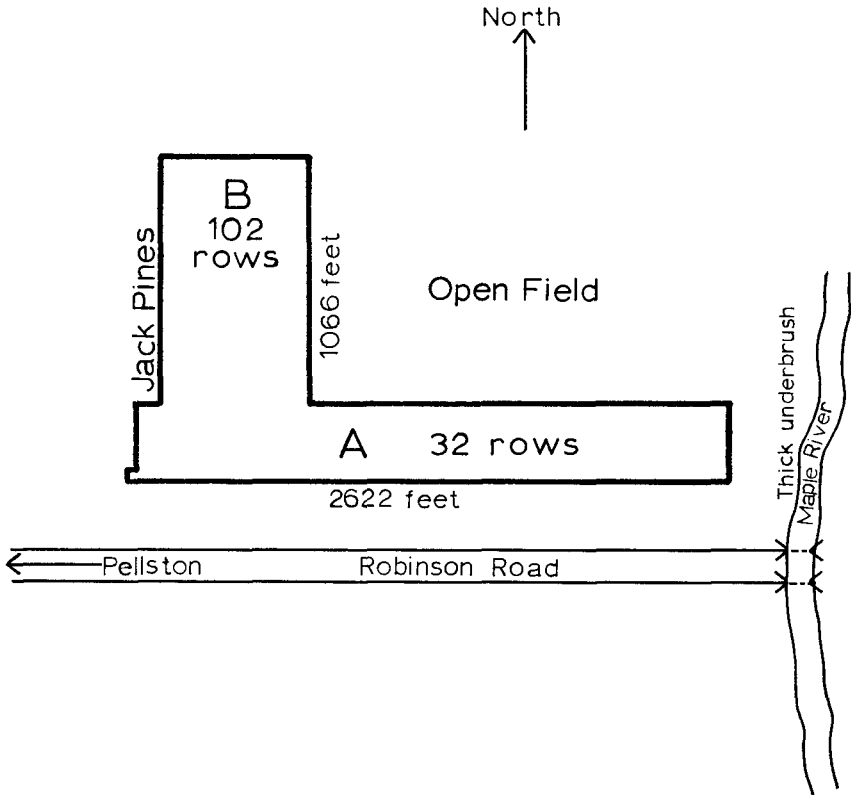 North
B
102
rows
Jack Pines
1066 feet
Open Field
Thick underbrush
Maple River
A 32 rows
2622 feet
Pellston Robinson Road